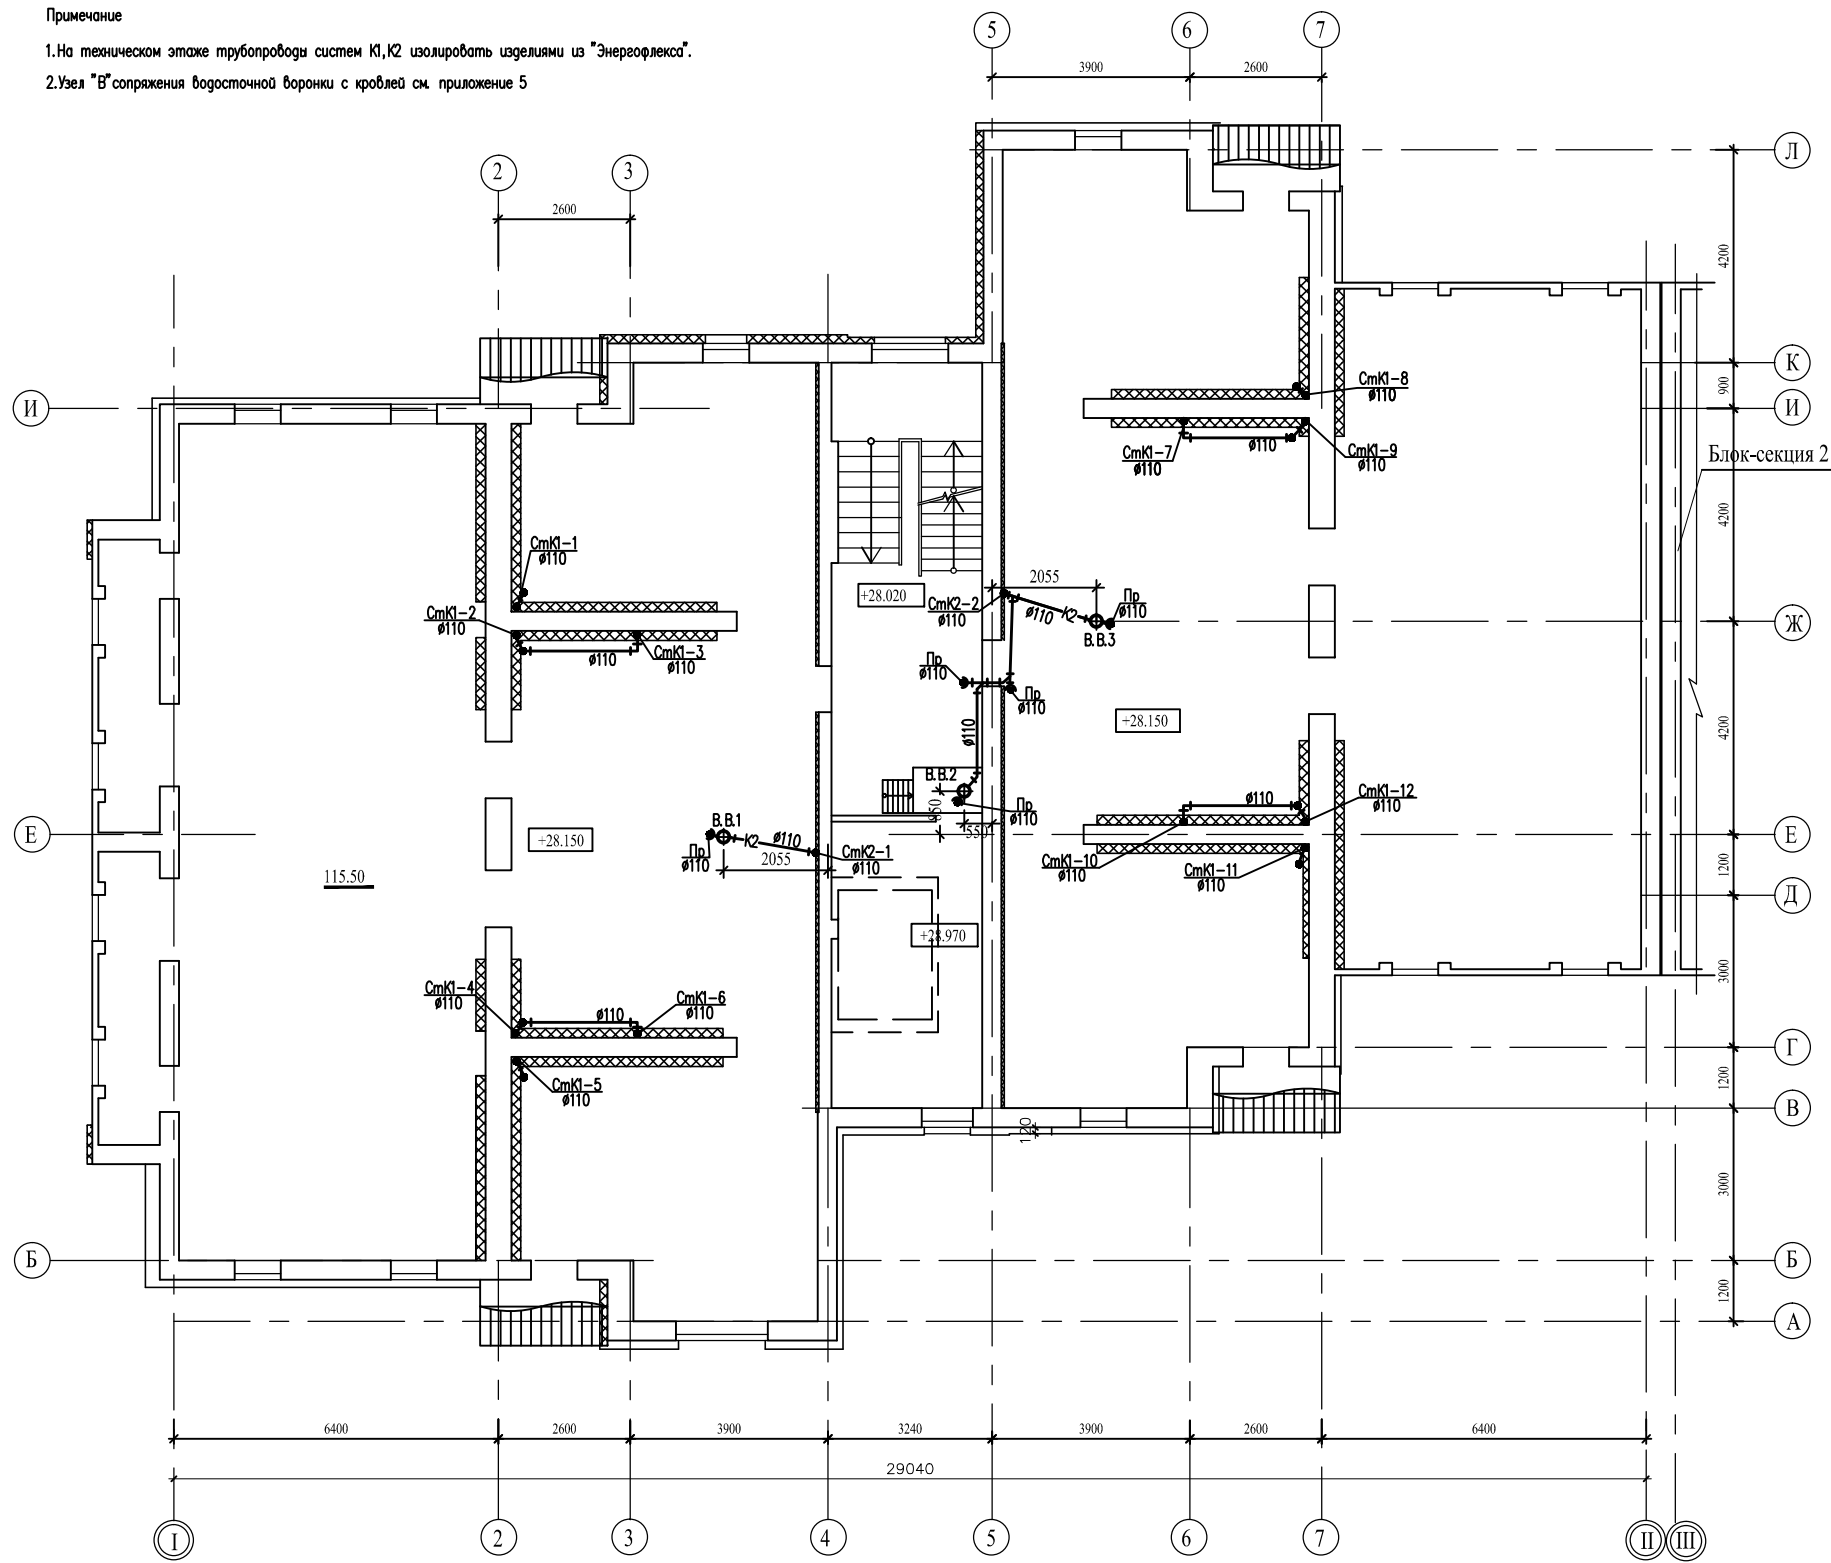 Примечание
1.На техническом этаже трубопроводы систем К1,К2 изолировать изделиями из "Энергофлекса".
2.Узел "В"сопряжения водосточной воронки с кровлей см. приложение 5
5
6
7
3900
2600
Л
2
3
2600
4200
К
900
И
И
СтК1-8
ø110
СтК1-7
ø110
ø110
СтК1-9
ø110
Блок-секция 2
4200
СтК1-1
ø110
СтК1-2
ø110
ø110
СтК1-3
ø110
+28.020
2055
СтК2-2
ø110
ø110
К2
Пр
ø110
В.В.3
Ж
Пр
ø110
Пр
ø110
ø110
+28.150
4200
В.В.2
850
550
Пр
ø110
ø110
СтК1-12
ø110
Е
Е
+28.150
В.В.1
К2
ø110
Пр
ø110
2055
СтК2-1
ø110
СтК1-10
ø110
СтК1-11
ø110
1200
Д
115.50
+28.970
3000
СтК1-4
ø110
ø110
СтК1-6
ø110
СтК1-5
ø110
Г
1200
В
120
3000
Б
Б
1200
А
6400
2600
3900
3240
3900
2600
6400
29040
I
2
3
4
5
6
7
II
III